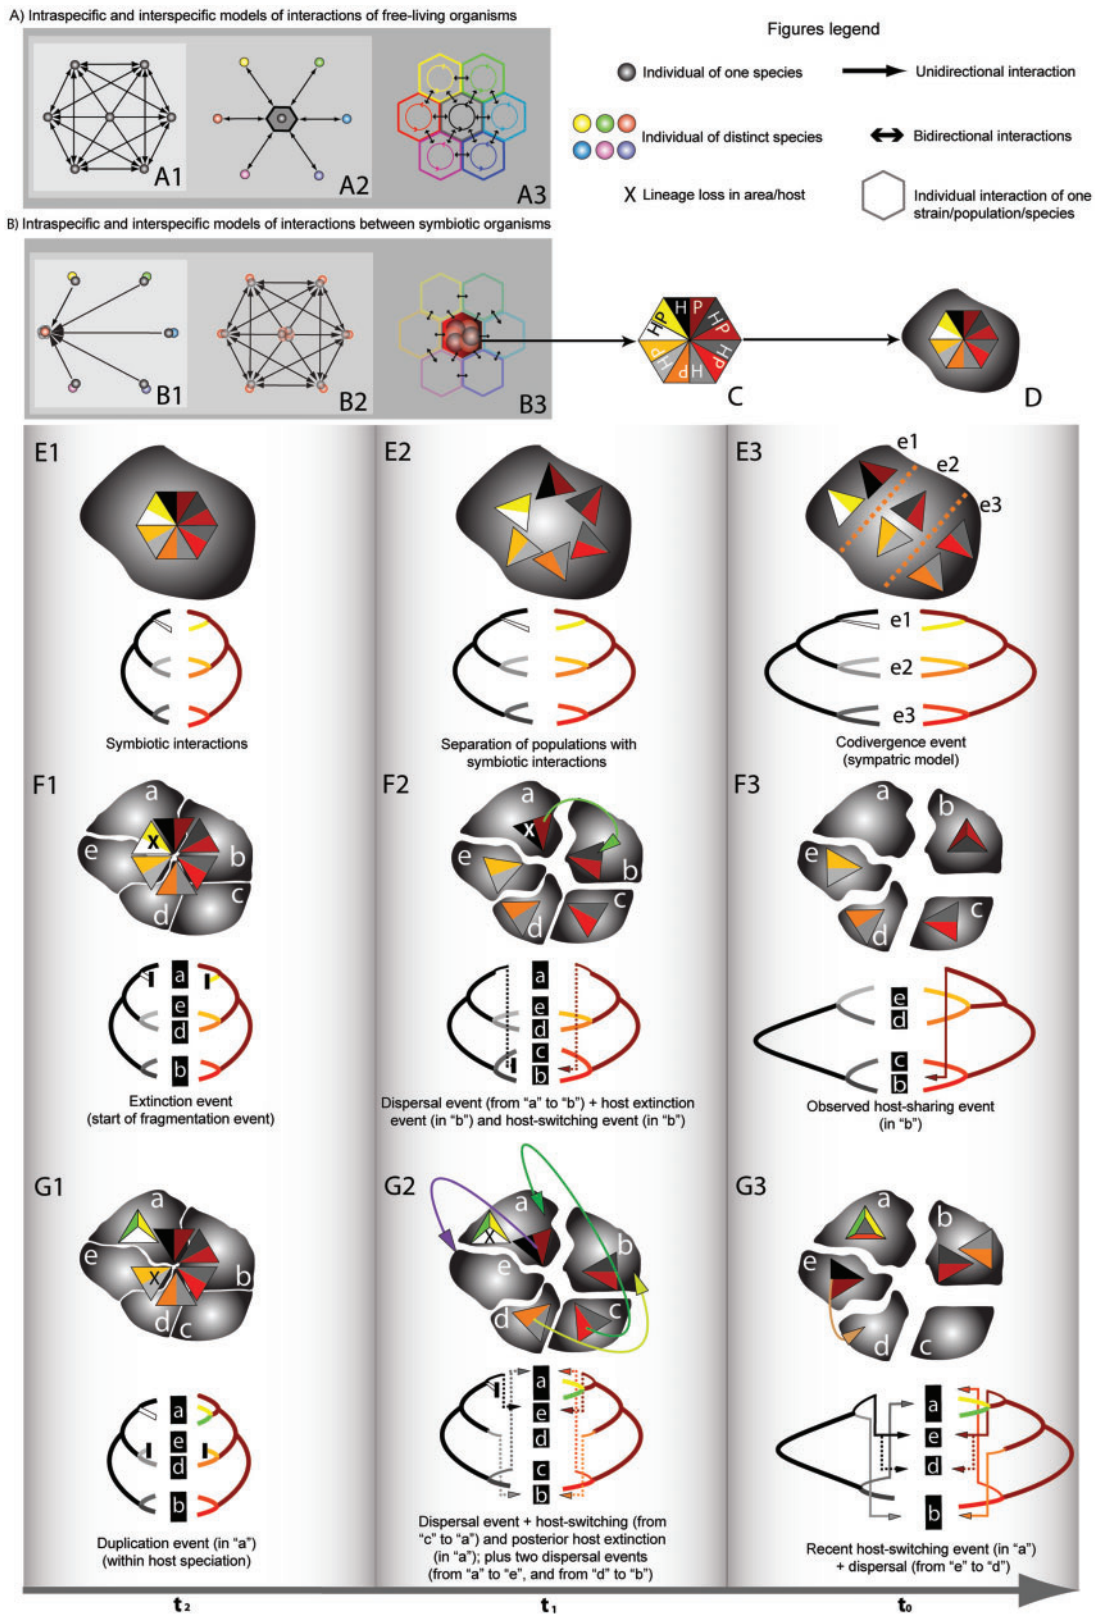 A) Intraspecific and interspecific models of interactions of free-living organisms
A1
A2
A3
Figures legend
Individual of one species
Unidirectional interaction
Individual of distinct species
Bidirectional interactions
X Lineage loss in area/host
Individual interaction of one
strain/population/species
B) Intraspecific and interspecific models of interactions between symbiotic organisms
B1
B2
B3
H P
H P
H P
H P
H P
H P
C
D
E1
E2
E3
e1
e2
e3
e1
e2
e3
Symbiotic interactions
Separation of populations with
symbiotic interactions
Codivergence event
(sympatric model)
F1
a
X
e
b
c
d
F2
a
X
e
b
c
d
F3
a
b
e
c
d
a
e
d
b
a
e
d
c
b
e
d
c
b
Extinction event
(start of fragmentation event)
Dispersal event (from “a” to “b”) + host extinction
event (in “b”) and host-switching event (in “b”)
Observed host-sharing event
(in “b”)
G1
a
e
X
b
d
c
G2
a
X
b
e
d
c
G3
a
b
e
d
c
a
e
d
b
a
e
d
c
b
a
e
d
b
Duplication event (in “a”)
(within host speciation)
Dispersal event + host-switching (from
“c” to “a”) and posterior host extinction
(in “a”); plus two dispersal events
(from “a” to “e”, and from “d” to “b”)
Recent host-switching event (in “a”)
+ dispersal (from “e” to “d”)
t2
t1
t0